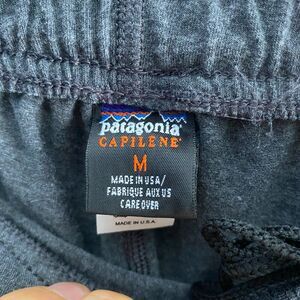 patagonia®
CAPILENE®
M
MADE IN USA/
FABRIQUE AUX US
CARE OVER
MADE IN U.S.A.